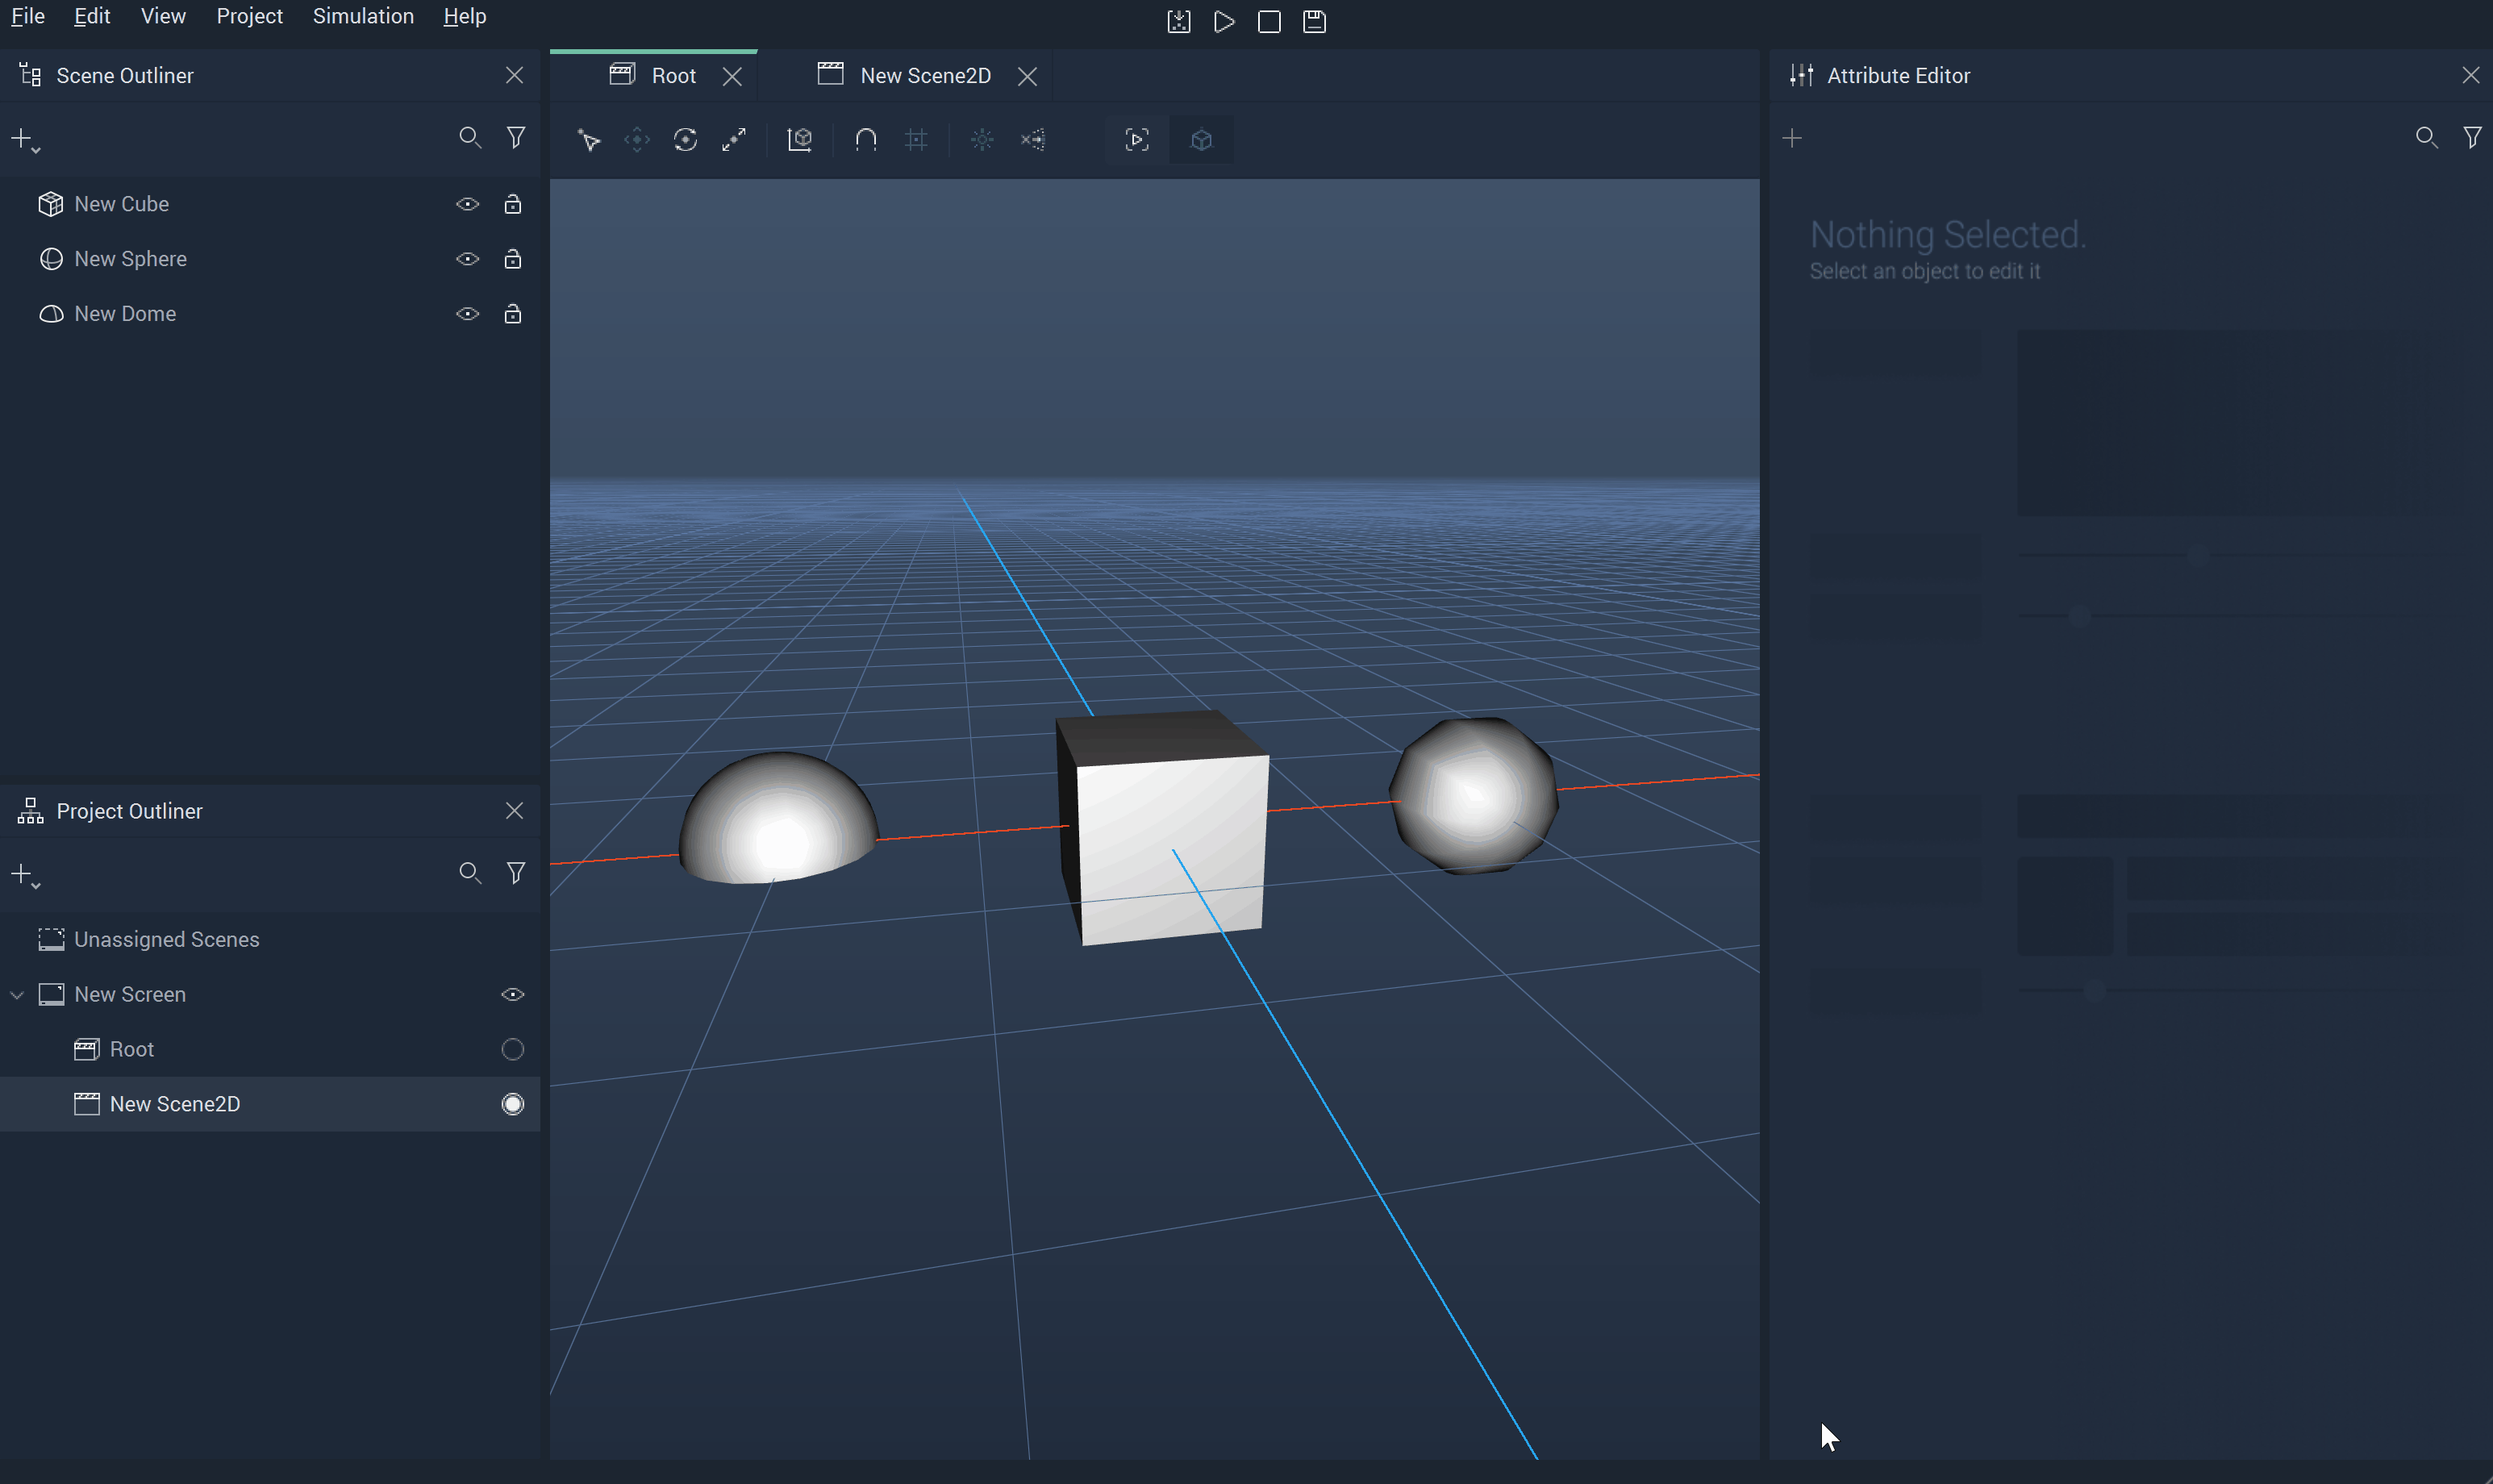 File Edit View Project Simulation Help
Scene Outliner
Root
New Scene2D
Attribute Editor
New Cube
New Sphere
New Dome
Nothing Selected.
Select an object to edit it
Project Outliner
Unassigned Scenes
New Screen
Root
New Scene2D